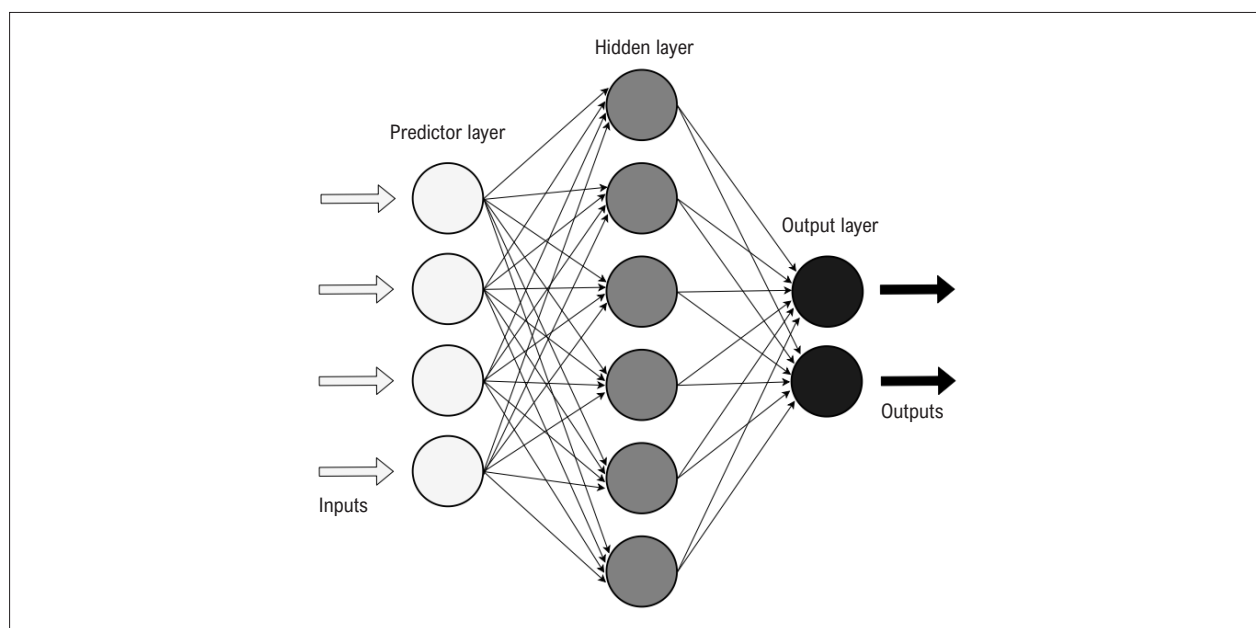 Hidden layer
Predictor layer
Output layer
Outputs
Inputs